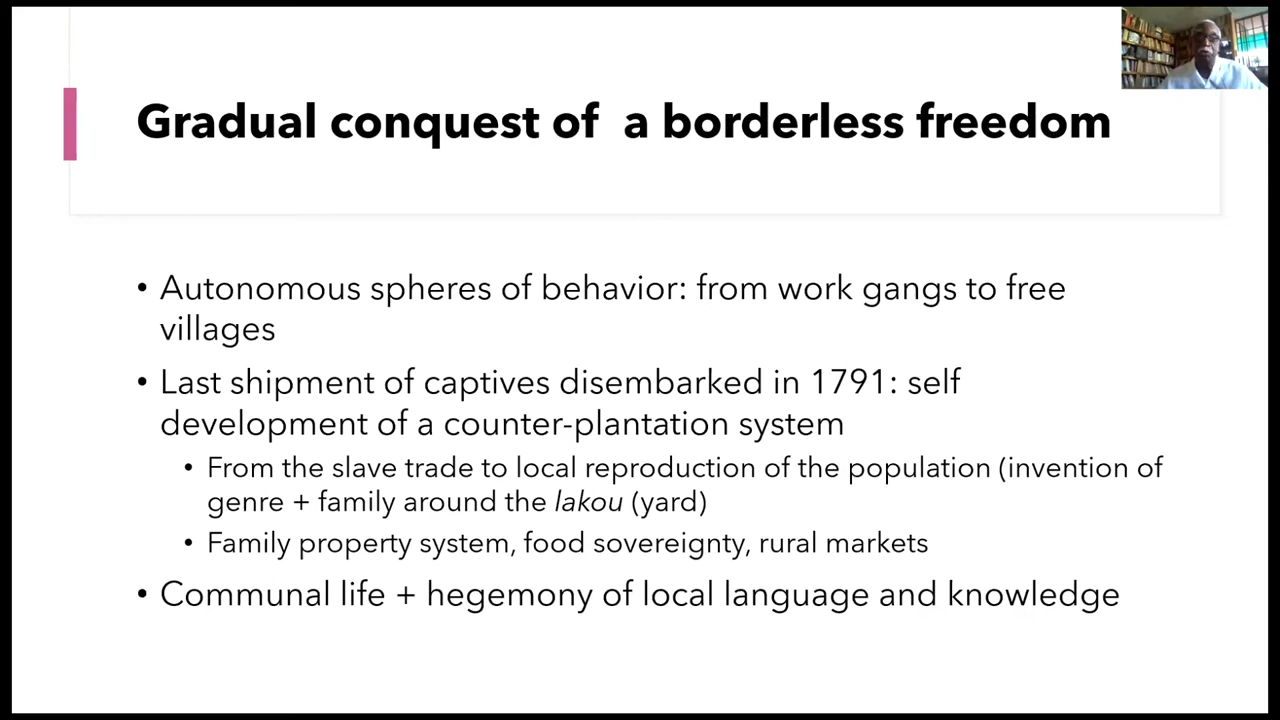 Gradual conquest of a borderless freedom
• Autonomous spheres of behavior: from work gangs to free
villages
• Last shipment of captives disembarked in 1791: self
development of a counter-plantation system
• From the slave trade to local reproduction of the population (invention of
genre + family around the lakou (yard)
• Family property system, food sovereignty, rural markets
• Communal life + hegemony of local language and knowledge